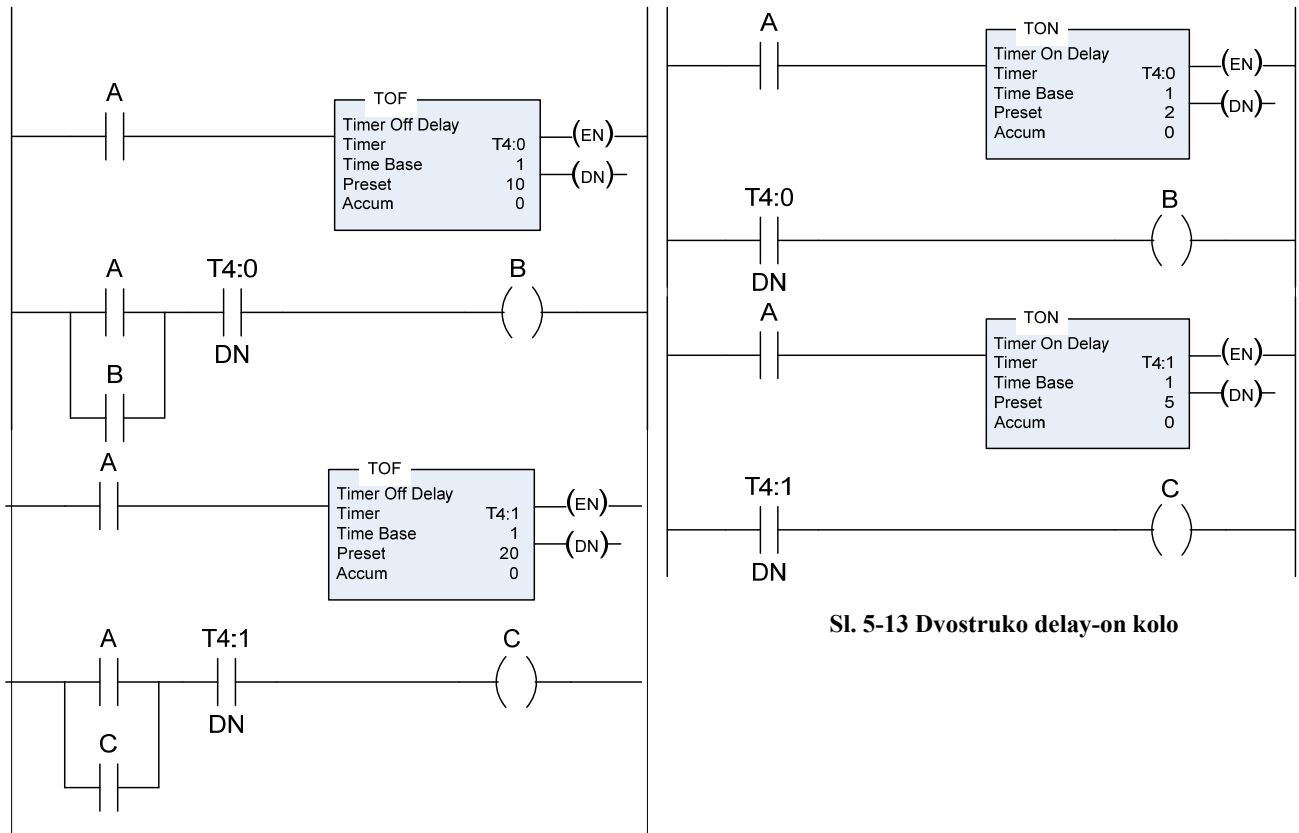 A
TOF
Timer Off Delay
Timer T4:0
Time Base 1
Preset 10
Accum 0
(EN)
(DN)
A T4:0 B
DN
B
A
TOF
Timer Off Delay
Timer T4:1
Time Base 1
Preset 20
Accum 0
(EN)
(DN)
A T4:1 C
DN
C
A
TON
Timer On Delay
Timer T4:0
Time Base 1
Preset 2
Accum 0
(EN)
(DN)
T4:0 B
DN
A
TON
Timer On Delay
Timer T4:1
Time Base 1
Preset 5
Accum 0
(EN)
(DN)
T4:1 C
DN
Sl. 5-13 Dvostruko delay-on kolo